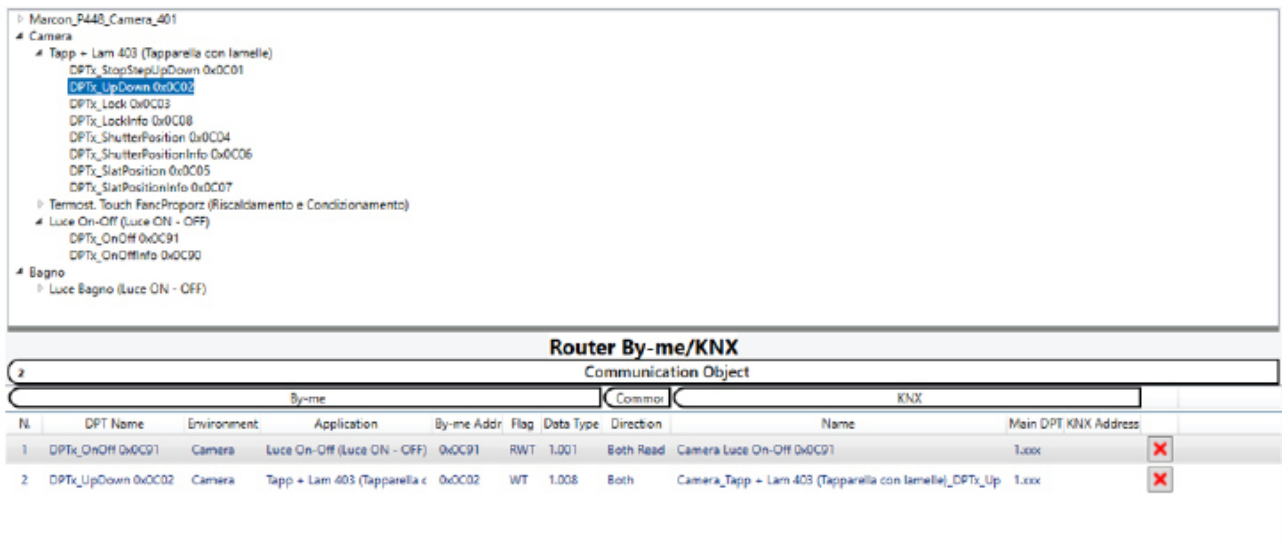 Marcon_P448_Camera_401
Camera
Tapp + Lam 403 (Tapparella con lamelle)
DPTx_StopStepUpDown 0x0C01
DPTx_UpDown 0x0C02
DPTx_Lock 0x0C03
DPTx_LockInfo 0x0C08
DPTx_ShutterPosition 0x0C04
DPTx_ShutterPositionInfo 0x0C06
DPTx_SlatPosition 0x0C05
DPTx_SlatPositionInfo 0x0C07
Termost. Touch FancProporz (Riscaldamento e Condizionamento)
Luce On-Off (Luce ON - OFF)
DPTx_OnOff 0x0C91
DPTx_OnOffInfo 0x0C90
Bagno
Luce Bagno (Luce ON - OFF)
Router By-me/KNX
2 Communication Object
By-me Commor KNX
N. DPT Name Environment Application By-me Addr Flag Data Type Direction Name Main DPT KNX Address
1 DPTx_OnOff 0x0C91 Camera Luce On-Off (Luce ON - OFF) 0x0C91 RWT 1.001 Both Read Camera Luce On-Off 0x0C91 1.xxx
2 DPTx_UpDown 0x0C02 Camera Tapp + Lam 403 (Tapparella c 0x0C02 WT 1.008 Both Camera_Tapp + Lam 403 (Tapparella con lamelle)_DPTx_Up 1.xxx